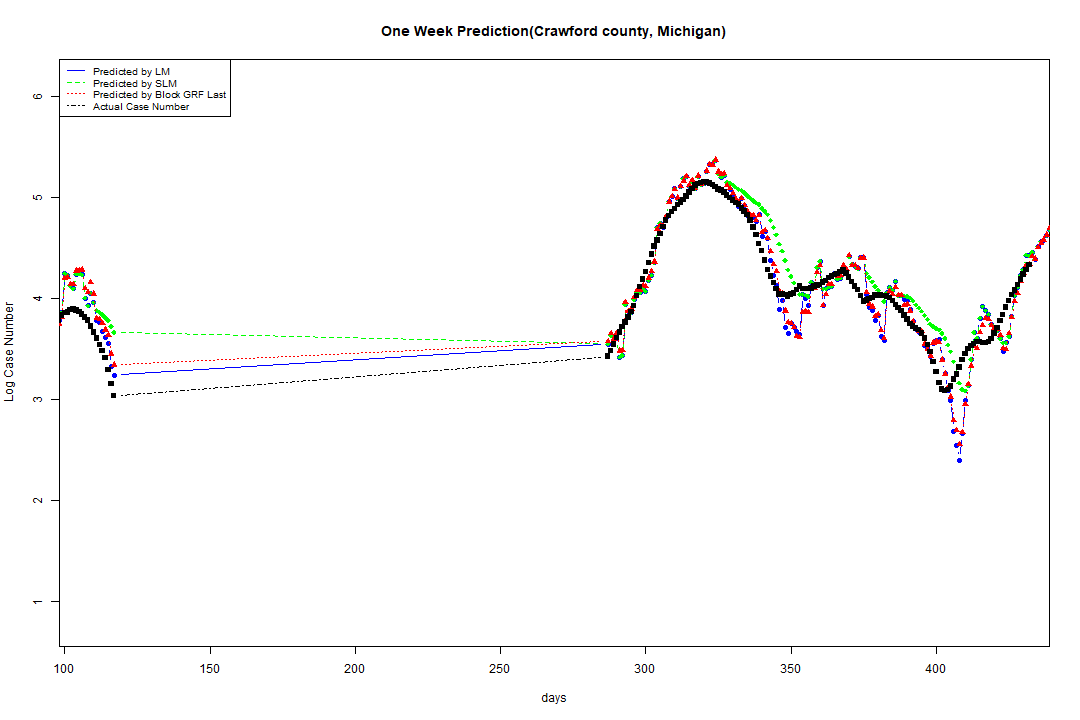 One Week Prediction(Crawford county, Michigan)
Predicted by LM
Predicted by SLM
Predicted by Block GRF Last
Actual Case Number
Log Case Number
6
5
4
3
2
1
100 150 200 250 300 350 400
days